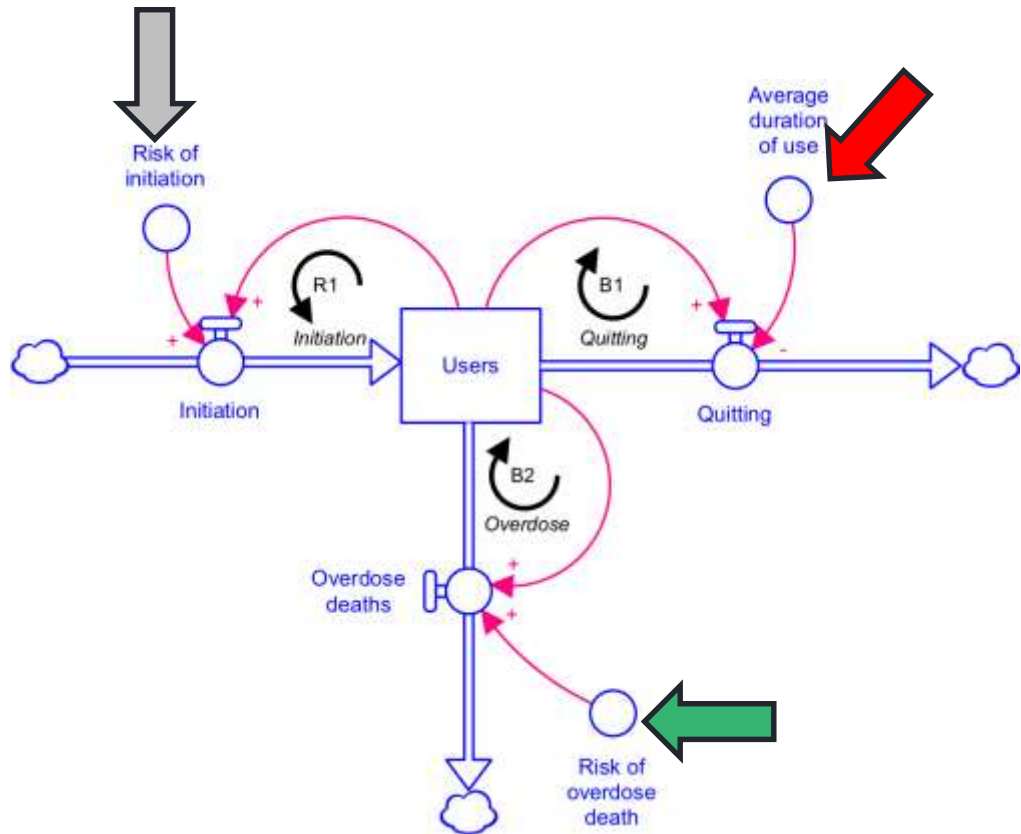 Average
duration
of use
Risk of
initiation
R1
B1
+
+
Initiation
Quitting
+
-
Users
Initiation
Quitting
B2
Overdose
+
Overdose
deaths
+
Risk of
overdose
death